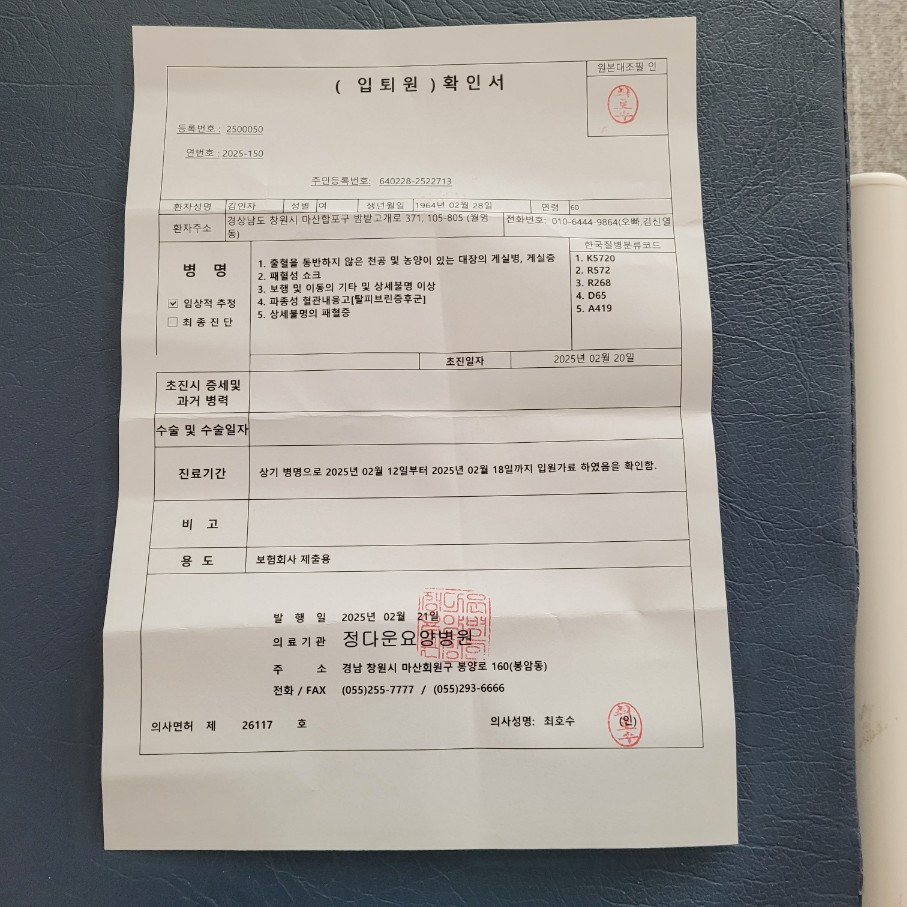 ( 입퇴원 ) 확인서
원본대조필 인
최호수
등록번호 : 2500050
연번호 : 2025-150
주민등록번호: 640228-2522713
환자성명 김인자 성별 여 생년월일 1964년 02월 28일 연령 60
환자주소 경상남도 창원시 마산합포구 밤밭고개로 371, 105-805 (월영동) 전화번호: 010-6444-9864(오빠,김신열
병 명
임상적 추정
최종진단
1. 출혈을 동반하지 않은 천공 및 농양이 있는 대장의 게실병, 게실증
2. 패혈성 쇼크
3. 보행 및 이동의 기타 및 상세불명 이상
4. 파종성 혈관내응고[탈피브린증후군]
5. 상세불명의 패혈증
한국질병분류코드
1. K5720
2. R572
3. R268
4. D65
5. A419
초진일자 2025년 02월 20일
초진시 증세및
과거 병력
수술 및 수술일자
진료기간 상기 병명으로 2025년 02월 12일부터 2025년 02월 18일까지 입원가료 하였음을 확인함.
비 고
용 도 보험회사 제출용
발 행 일 2025년 02월 21일
의료기관 정다운요양병원
주 소 경남 창원시 마산회원구 봉양로 160(봉암동)
전화 / FAX (055)255-7777 / (055)293-6666
의사면허 제 26117 호 의사성명: 최호수 (인)